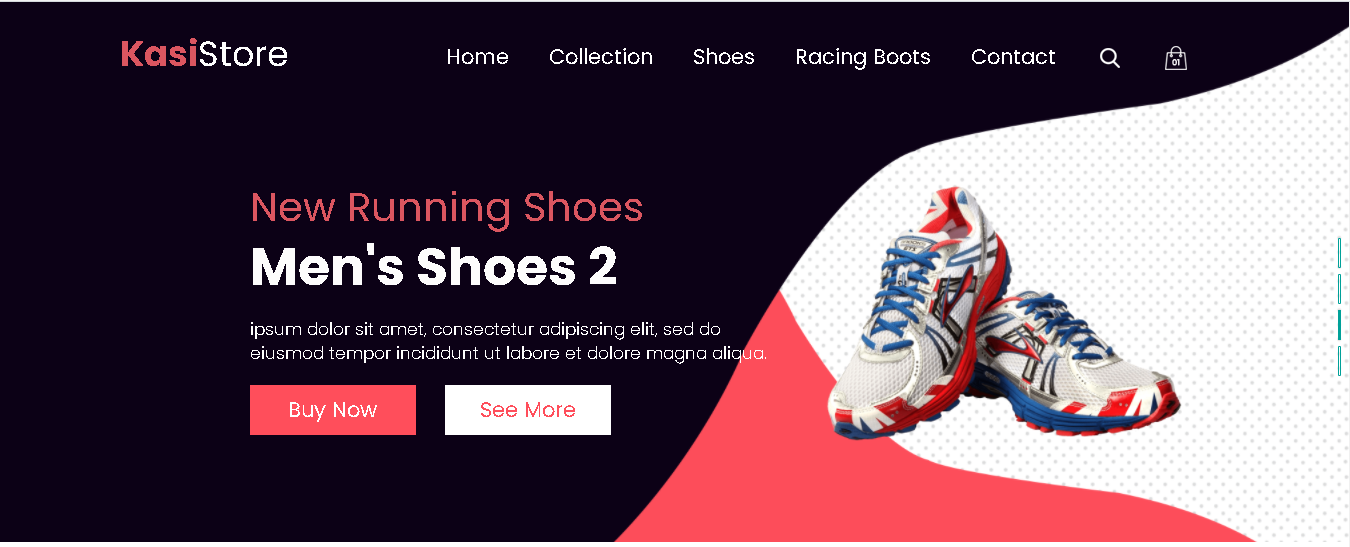 KasiStore
Home Collection Shoes Racing Boots Contact
01
New Running Shoes
Men's Shoes 2
ipsum dolor sit amet, consectetur adipiscing elit, sed do
eiusmod tempor incididunt ut labore et dolore magna aliqua.
Buy Now See More